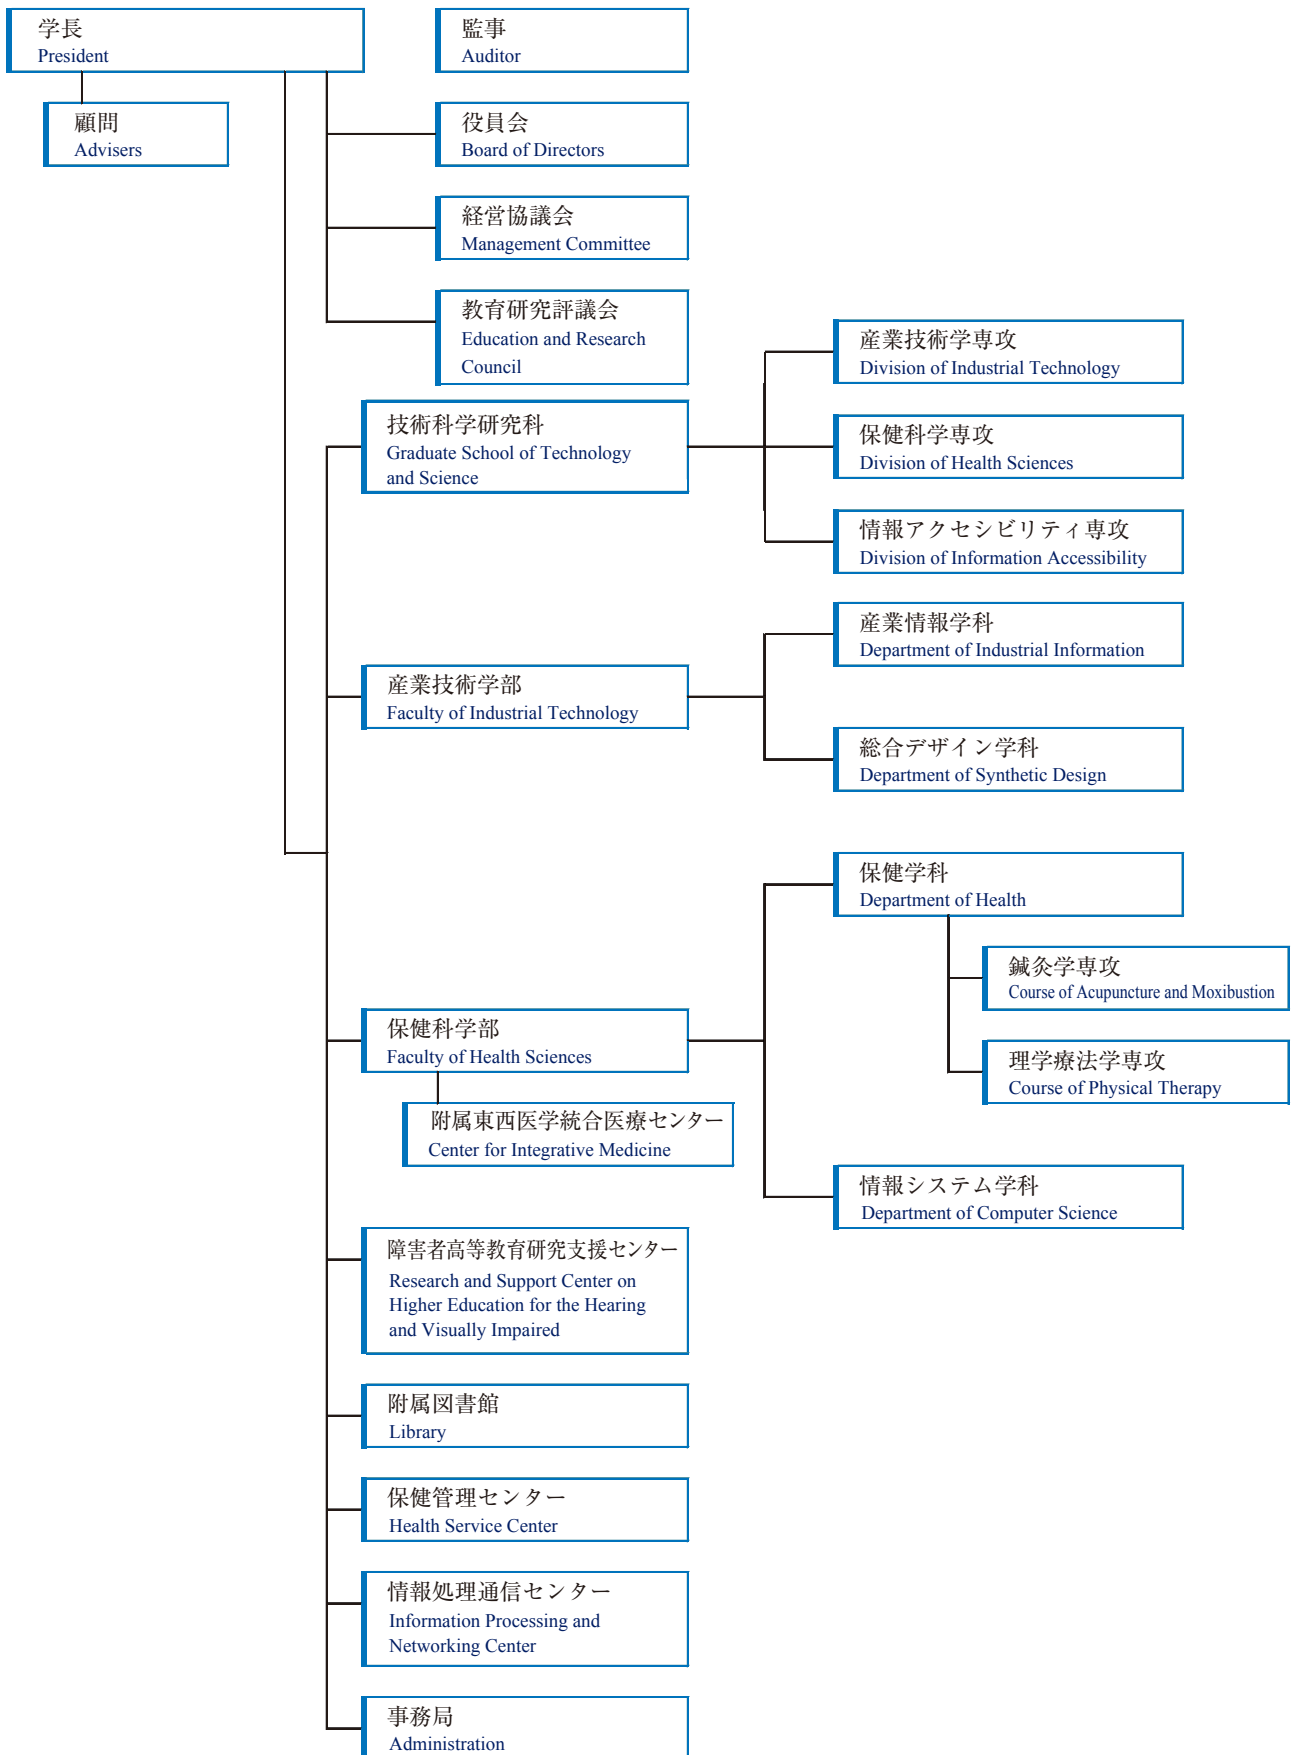 学長
President
監事
Auditor
顧問
Advisers
役員会
Board of Directors
経営協議会
Management Committee
教育研究評議会
Education and Research
Council
技術科学研究科
Graduate School of Technology
and Science
産業技術学専攻
Division of Industrial Technology
保健科学専攻
Division of Health Sciences
情報アクセシビリティ専攻
Division of Information Accessibility
産業技術学部
Faculty of Industrial Technology
産業情報学科
Department of Industrial Information
総合デザイン学科
Department of Synthetic Design
保健科学部
Faculty of Health Sciences
附属東西医学統合医療センター
Center for Integrative Medicine
保健学科
Department of Health
鍼灸学専攻
Course of Acupuncture and Moxibustion
理学療法学専攻
Course of Physical Therapy
情報システム学科
Department of Computer Science
障害者高等教育研究支援センター
Research and Support Center on
Higher Education for the Hearing
and Visually Impaired
附属図書館
Library
保健管理センター
Health Service Center
情報処理通信センター
Information Processing and
Networking Center
事務局
Administration